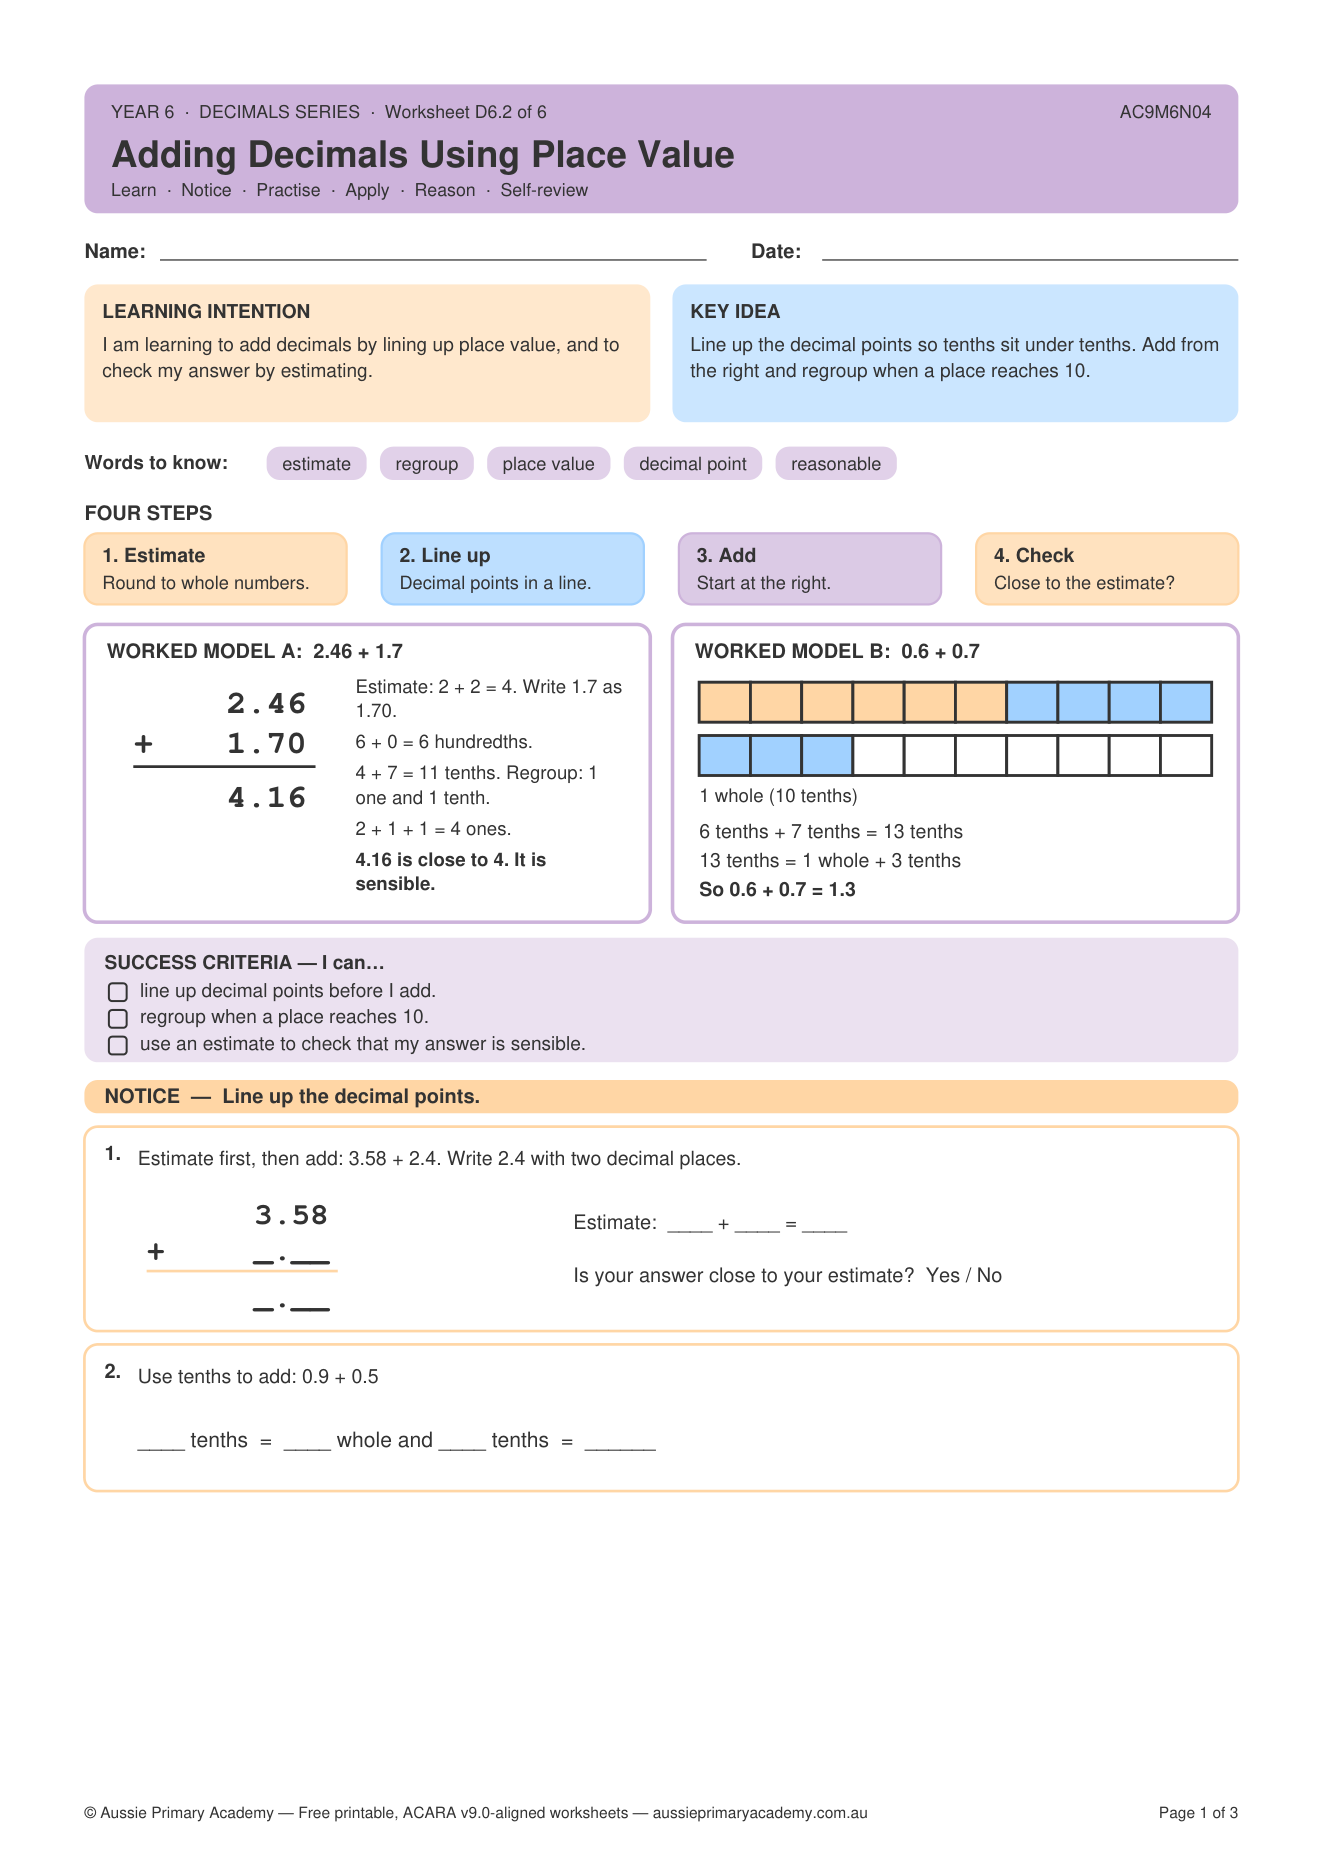 YEAR 6 · DECIMALS SERIES · Worksheet D6.2 of 6
AC9M6N04
Adding Decimals Using Place Value
Learn · Notice · Practise · Apply · Reason · Self-review
Name: ____ Date: ____
LEARNING INTENTION
I am learning to add decimals by lining up place value, and to
check my answer by estimating.
KEY IDEA
Line up the decimal points so tenths sit under tenths. Add from
the right and regroup when a place reaches 10.
Words to know: estimate regroup place value decimal point reasonable
FOUR STEPS
1. Estimate
Round to whole numbers.
2. Line up
Decimal points in a line.
3. Add
Start at the right.
4. Check
Close to the estimate?
WORKED MODEL A: 2.46 + 1.7
2.46
+ 1.70
4.16
Estimate: 2 + 2 = 4. Write 1.7 as
1.70.
6 + 0 = 6 hundredths.
4 + 7 = 11 tenths. Regroup: 1
one and 1 tenth.
2 + 1 + 1 = 4 ones.
4.16 is close to 4. It is
sensible.
WORKED MODEL B: 0.6 + 0.7
1 whole (10 tenths)
6 tenths + 7 tenths = 13 tenths
13 tenths = 1 whole + 3 tenths
So 0.6 + 0.7 = 1.3
SUCCESS CRITERIA — I can…
line up decimal points before I add.
regroup when a place reaches 10.
use an estimate to check that my answer is sensible.
NOTICE — Line up the decimal points.
1. Estimate first, then add: 3.58 + 2.4. Write 2.4 with two decimal places.
3.58
+ _.__
_.__
Estimate: ____ + ____ = ____
Is your answer close to your estimate? Yes / No
2. Use tenths to add: 0.9 + 0.5
____ tenths = ____ whole and ____ tenths = ______
© Aussie Primary Academy — Free printable, ACARA v9.0-aligned worksheets — aussieprimaryacademy.com.au
Page 1 of 3